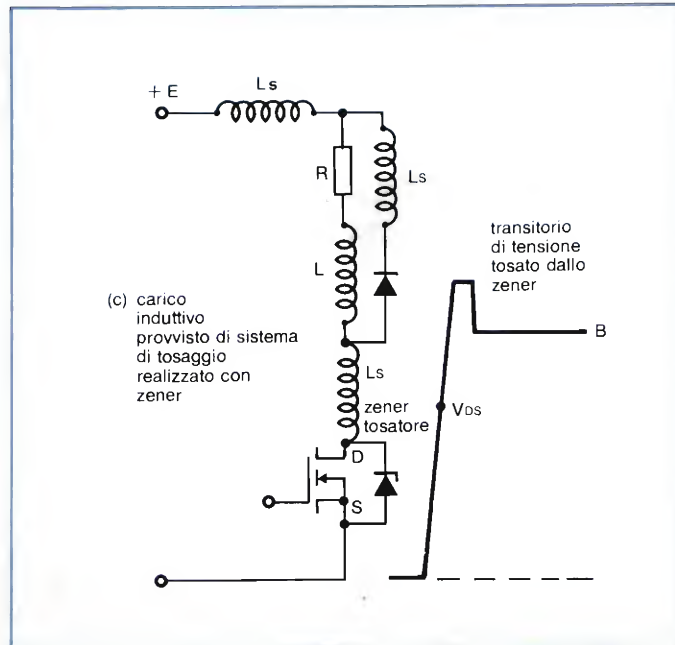 Ls
+ E
R
Ls
L
transitorio
di tensione
tosato dallo
zener
(c) carico
induttivo
provvisto di sistema
di tosaggio
realizzato con
zener
B
Ls
zener
tosatore
VDS
D
S